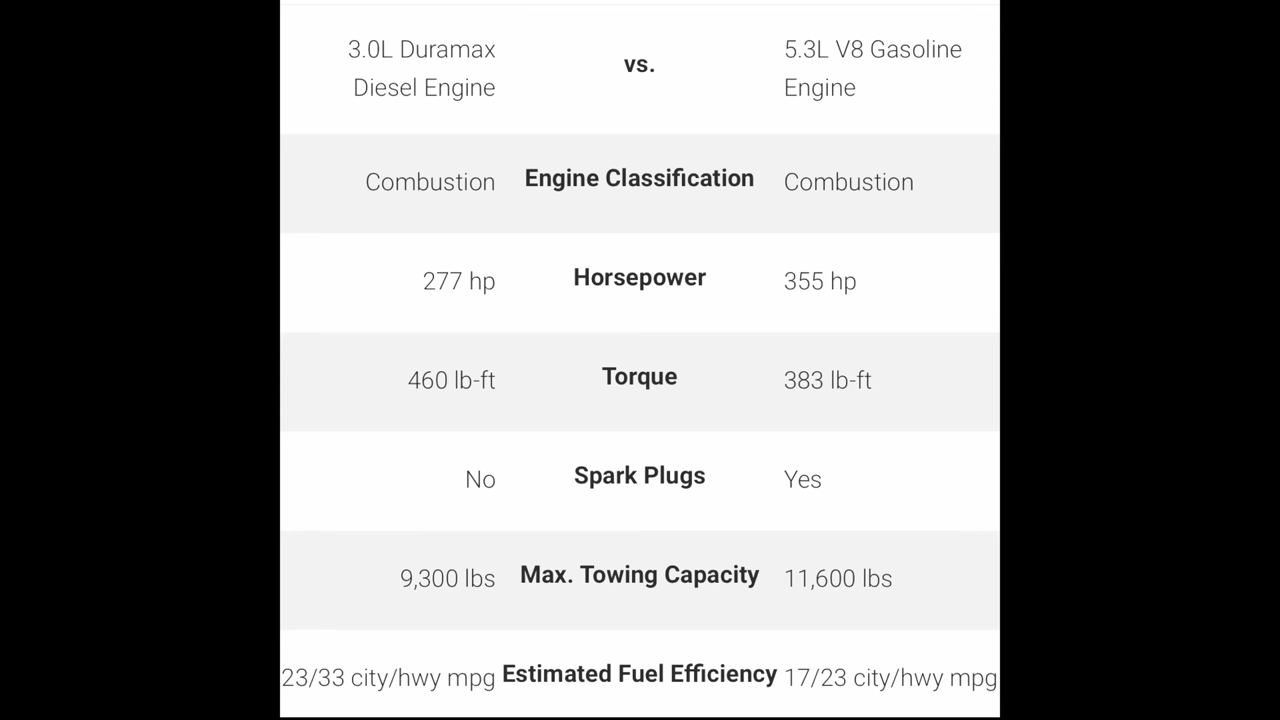 3.0L Duramax
Diesel Engine
vs.
5.3L V8 Gasoline
Engine
Combustion Engine Classification Combustion
277 hp Horsepower 355 hp
460 lb-ft Torque 383 lb-ft
No Spark Plugs Yes
9,300 lbs Max. Towing Capacity 11,600 lbs
23/33 city/hwy mpg Estimated Fuel Efficiency 17/23 city/hwy mpg